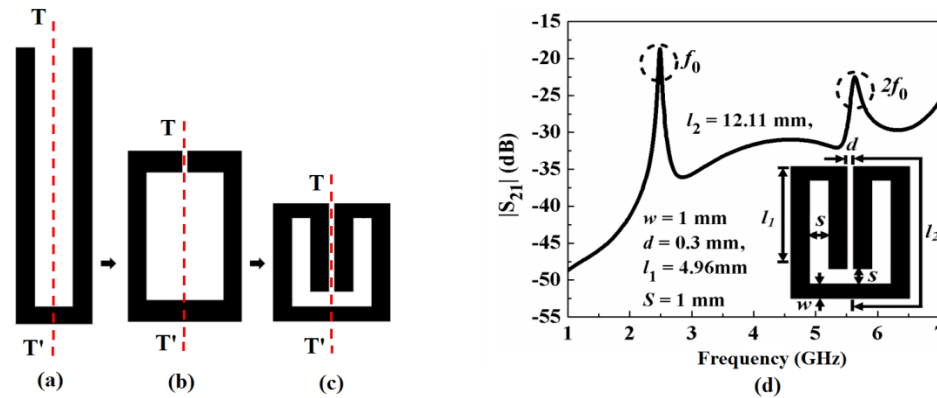 T
T'
(a)
T
T'
(b)
T
T'
(c)
|S21| (dB)
-15
-20
-25
-30
-35
-40
-45
-50
-55
f0
2f0
l2 = 12.11 mm,
w = 1 mm
d = 0.3 mm,
l1 = 4.96mm
S = 1 mm
d
l1
s
l2
s
w
1 2 3 4 5 6 7
Frequency (GHz)
(d)